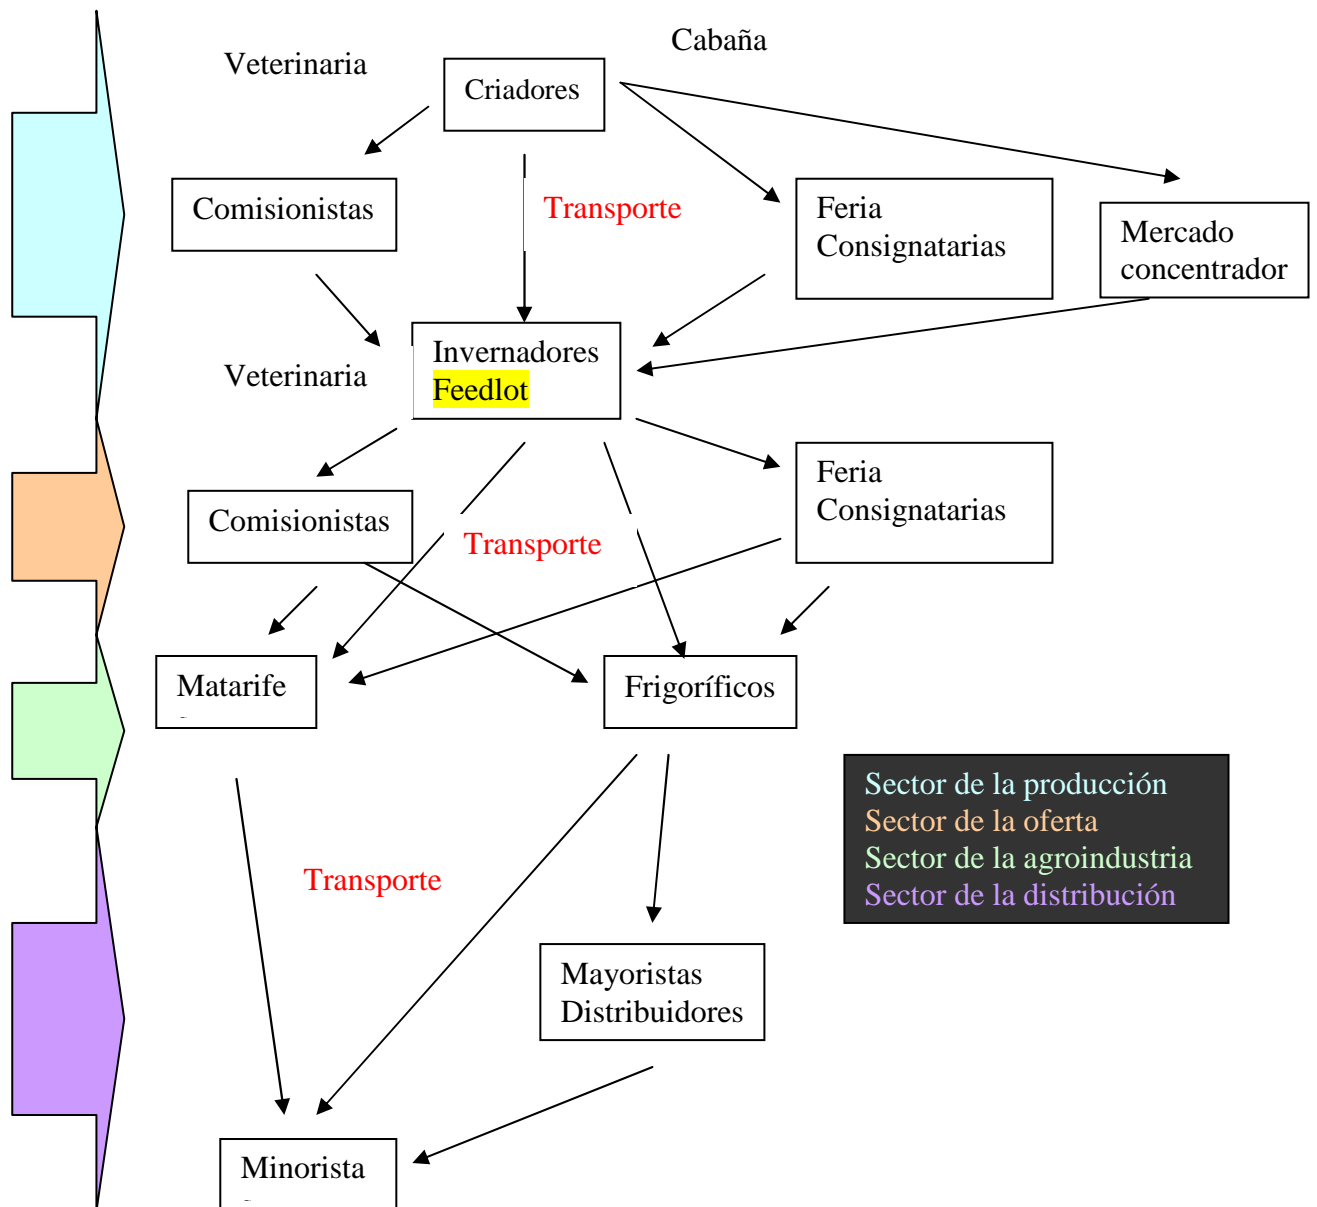 Cabaña
Veterinaria
Criadores
Comisionistas
Transporte
Feria
Consignatarias
Mercado
concentrador
Invernadores
Feedlot
Veterinaria
Feria
Consignatarias
Comisionistas
Transporte
Matarife
Frigoríficos
Sector de la producción
Sector de la oferta
Sector de la agroindustria
Sector de la distribución
Transporte
Mayoristas
Distribuidores
Minorista